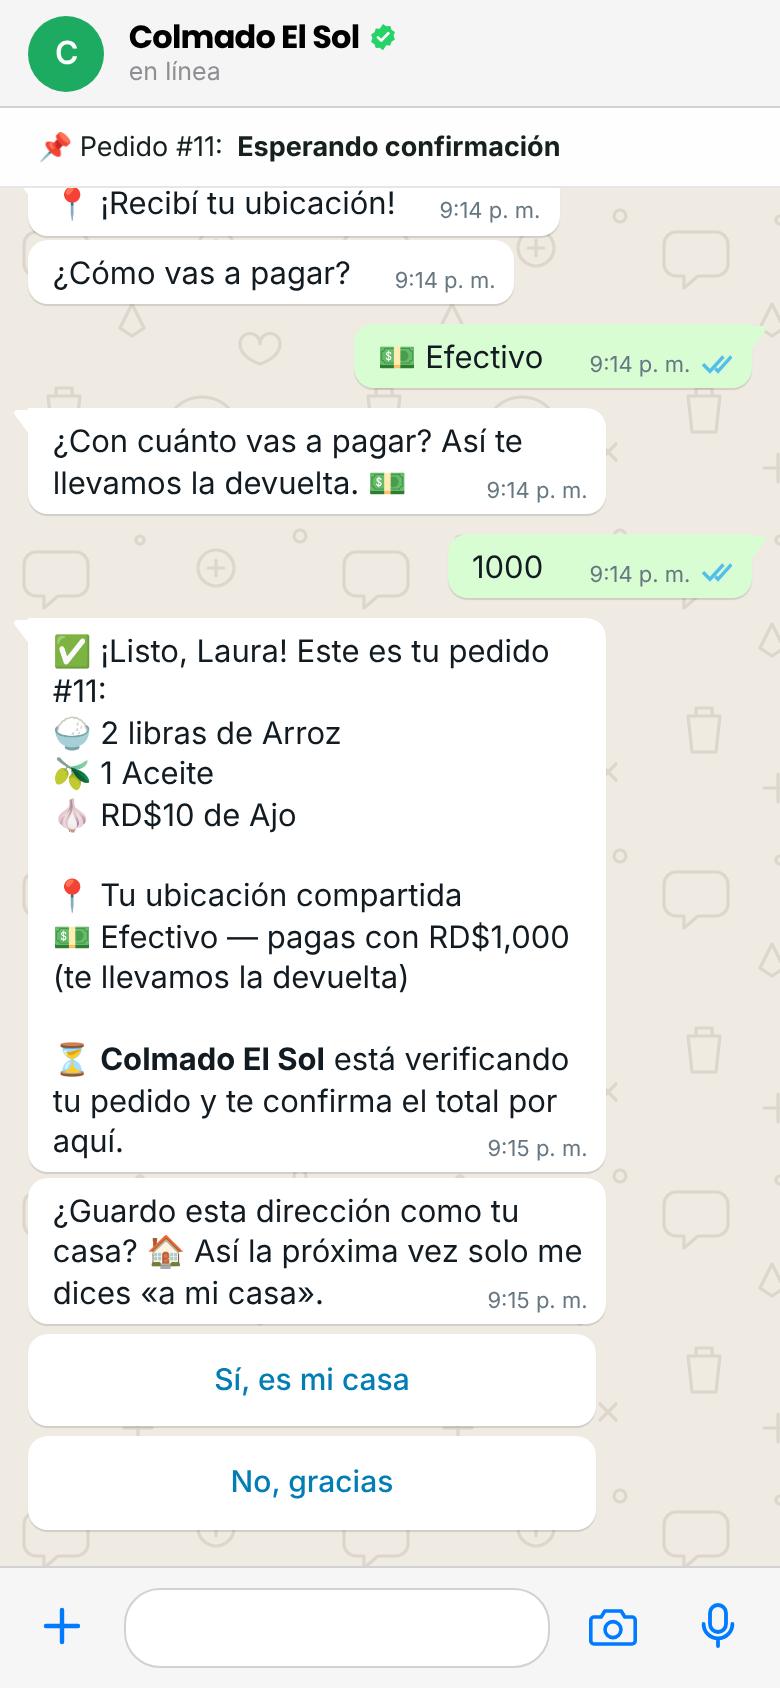 C
Colmado El Sol
en línea
📌 Pedido #11: Esperando confirmación
📍 ¡Recibí tu ubicación! 9:14 p. m.
¿Cómo vas a pagar? 9:14 p. m.
💵 Efectivo 9:14 p. m.
¿Con cuánto vas a pagar? Así te
llevamos la devuelta. 💵 9:14 p. m.
1000 9:14 p. m.
✅ ¡Listo, Laura! Este es tu pedido
#11:
🍚 2 libras de Arroz
🫒 1 Aceite
🧄 RD$10 de Ajo
📍 Tu ubicación compartida
💵 Efectivo — pagas con RD$1,000
(te llevamos la devuelta)
⏳ Colmado El Sol está verificando
tu pedido y te confirma el total por
aquí. 9:15 p. m.
¿Guardo esta dirección como tu
casa? 🏠 Así la próxima vez solo me
dices «a mi casa». 9:15 p. m.
Sí, es mi casa
No, gracias